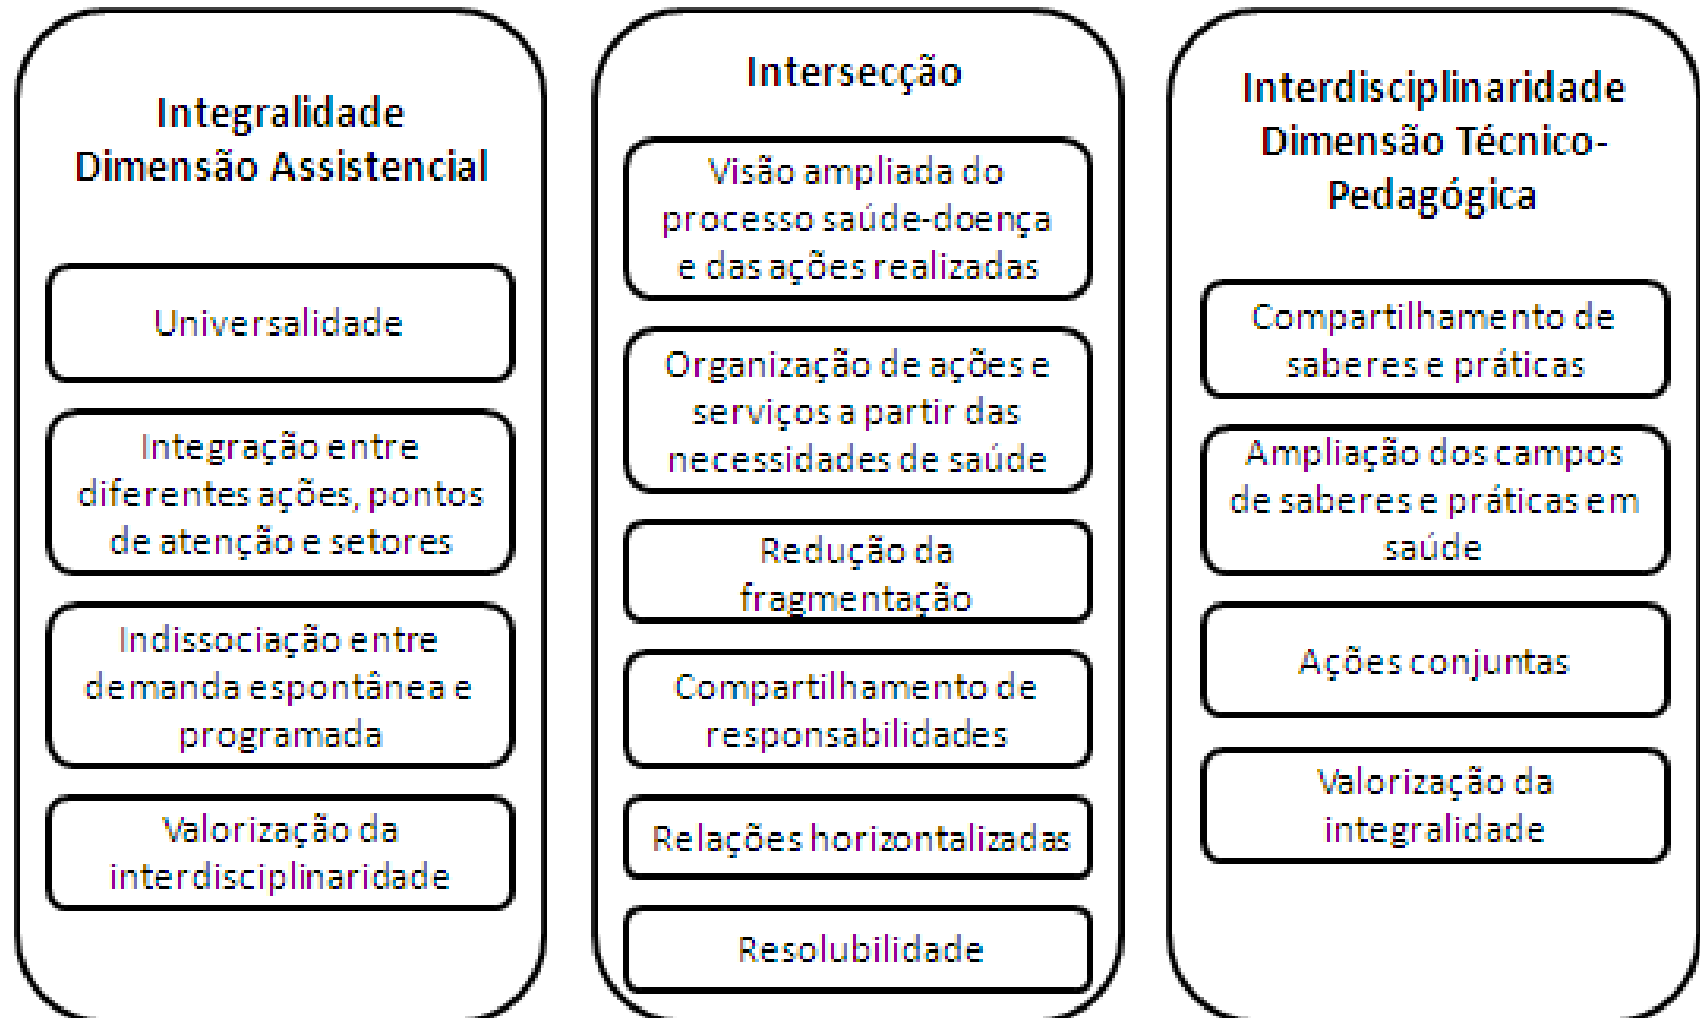 Integralidade
Dimensão Assistencial
Universalidade
Integração entre
diferentes ações, pontos
de atenção e setores
Indissociação entre
demanda espontânea e
programada
Valorização da
interdisciplinaridade
Intersecção
Visão ampliada do
processo saúde-doença
e das ações realizadas
Organização de ações e
serviços a partir das
necessidades de saúde
Redução da
fragmentação
Compartilhamento de
responsabilidades
Relações horizontalizadas
Resolubilidade
Interdisciplinaridade
Dimensão Técnico-
Pedagógica
Compartilhamento de
saberes e práticas
Ampliação dos campos
de saberes e práticas em
saúde
Ações conjuntas
Valorização da
integralidade